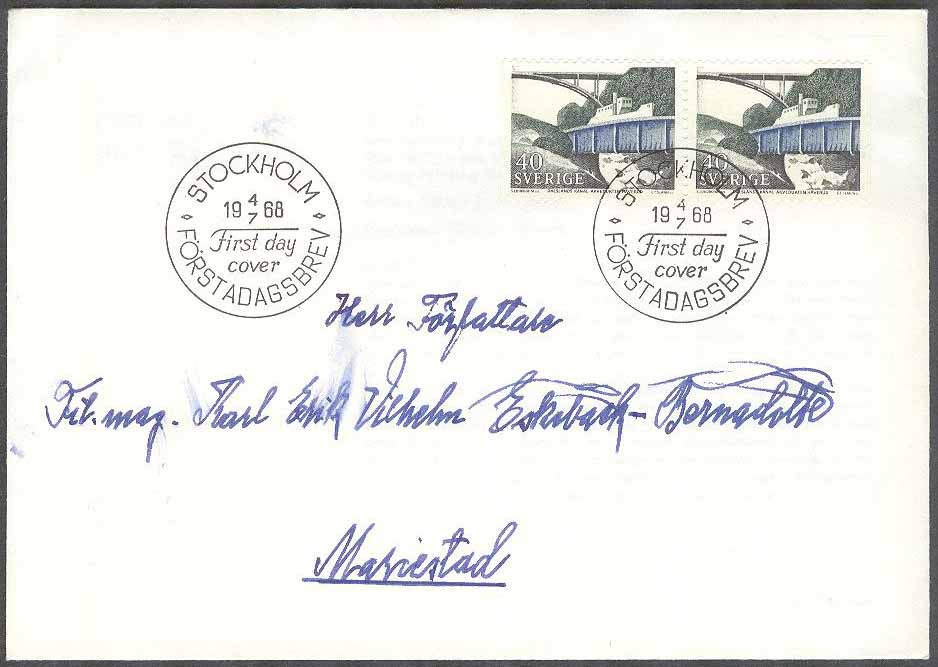 40
SVERIGE
40
SVERIGE
STOCKHOLM
19 4/7 68
First day
cover
FÖRSTADAGSBREV
STOCKHOLM
19 4/7 68
First day
cover
FÖRSTADAGSBREV
Herr Författare
Fil. mag. Karl Erik Vilhelm Eskebäck-Bernadotte
Mariestad